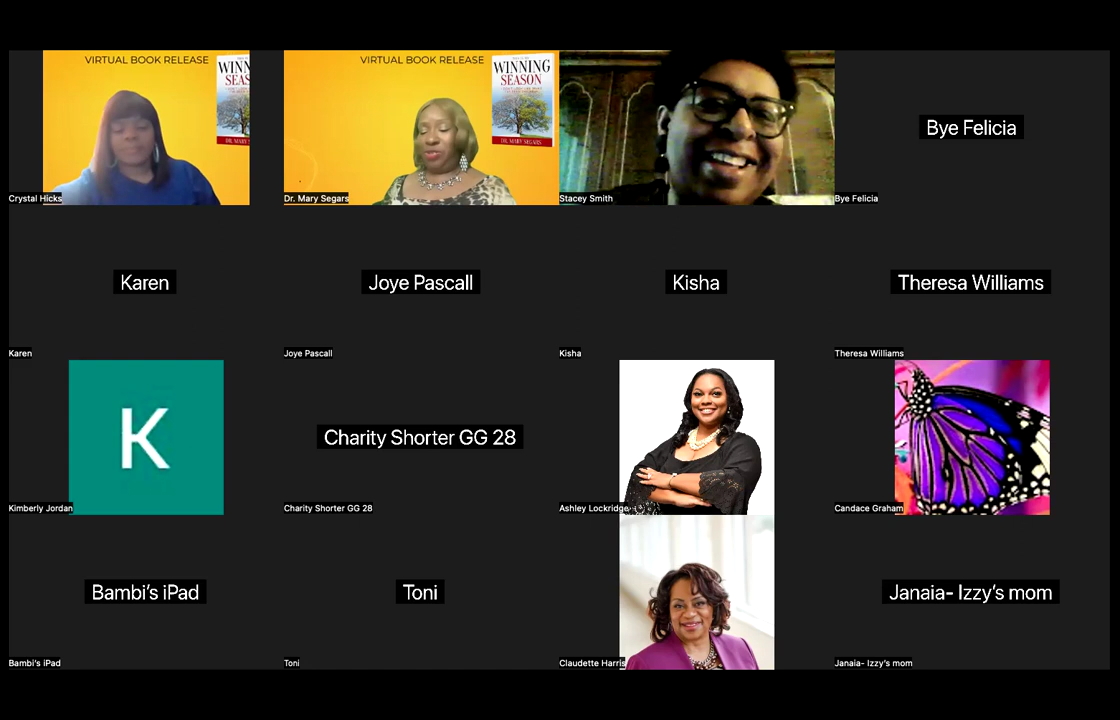 VIRTUAL BOOK RELEASE
WINNING
SEAS
DR. MARY S
Crystal Hicks
VIRTUAL BOOK RELEASE
WINNING
SEASON
DR. MARY SEGARS
Dr. Mary Segars
Stacey Smith
Bye Felicia
Bye Felicia
Karen
Karen
Joye Pascall
Joye Pascall
Kisha
Kisha
Theresa Williams
Theresa Williams
K
Kimberly Jordan
Charity Shorter GG 28
Charity Shorter GG 28
Ashley Lockridge
Candace Graham
Bambi’s iPad
Bambi’s iPad
Toni
Toni
Claudette Harris
Janaia- Izzy’s mom
Janaia- Izzy’s mom